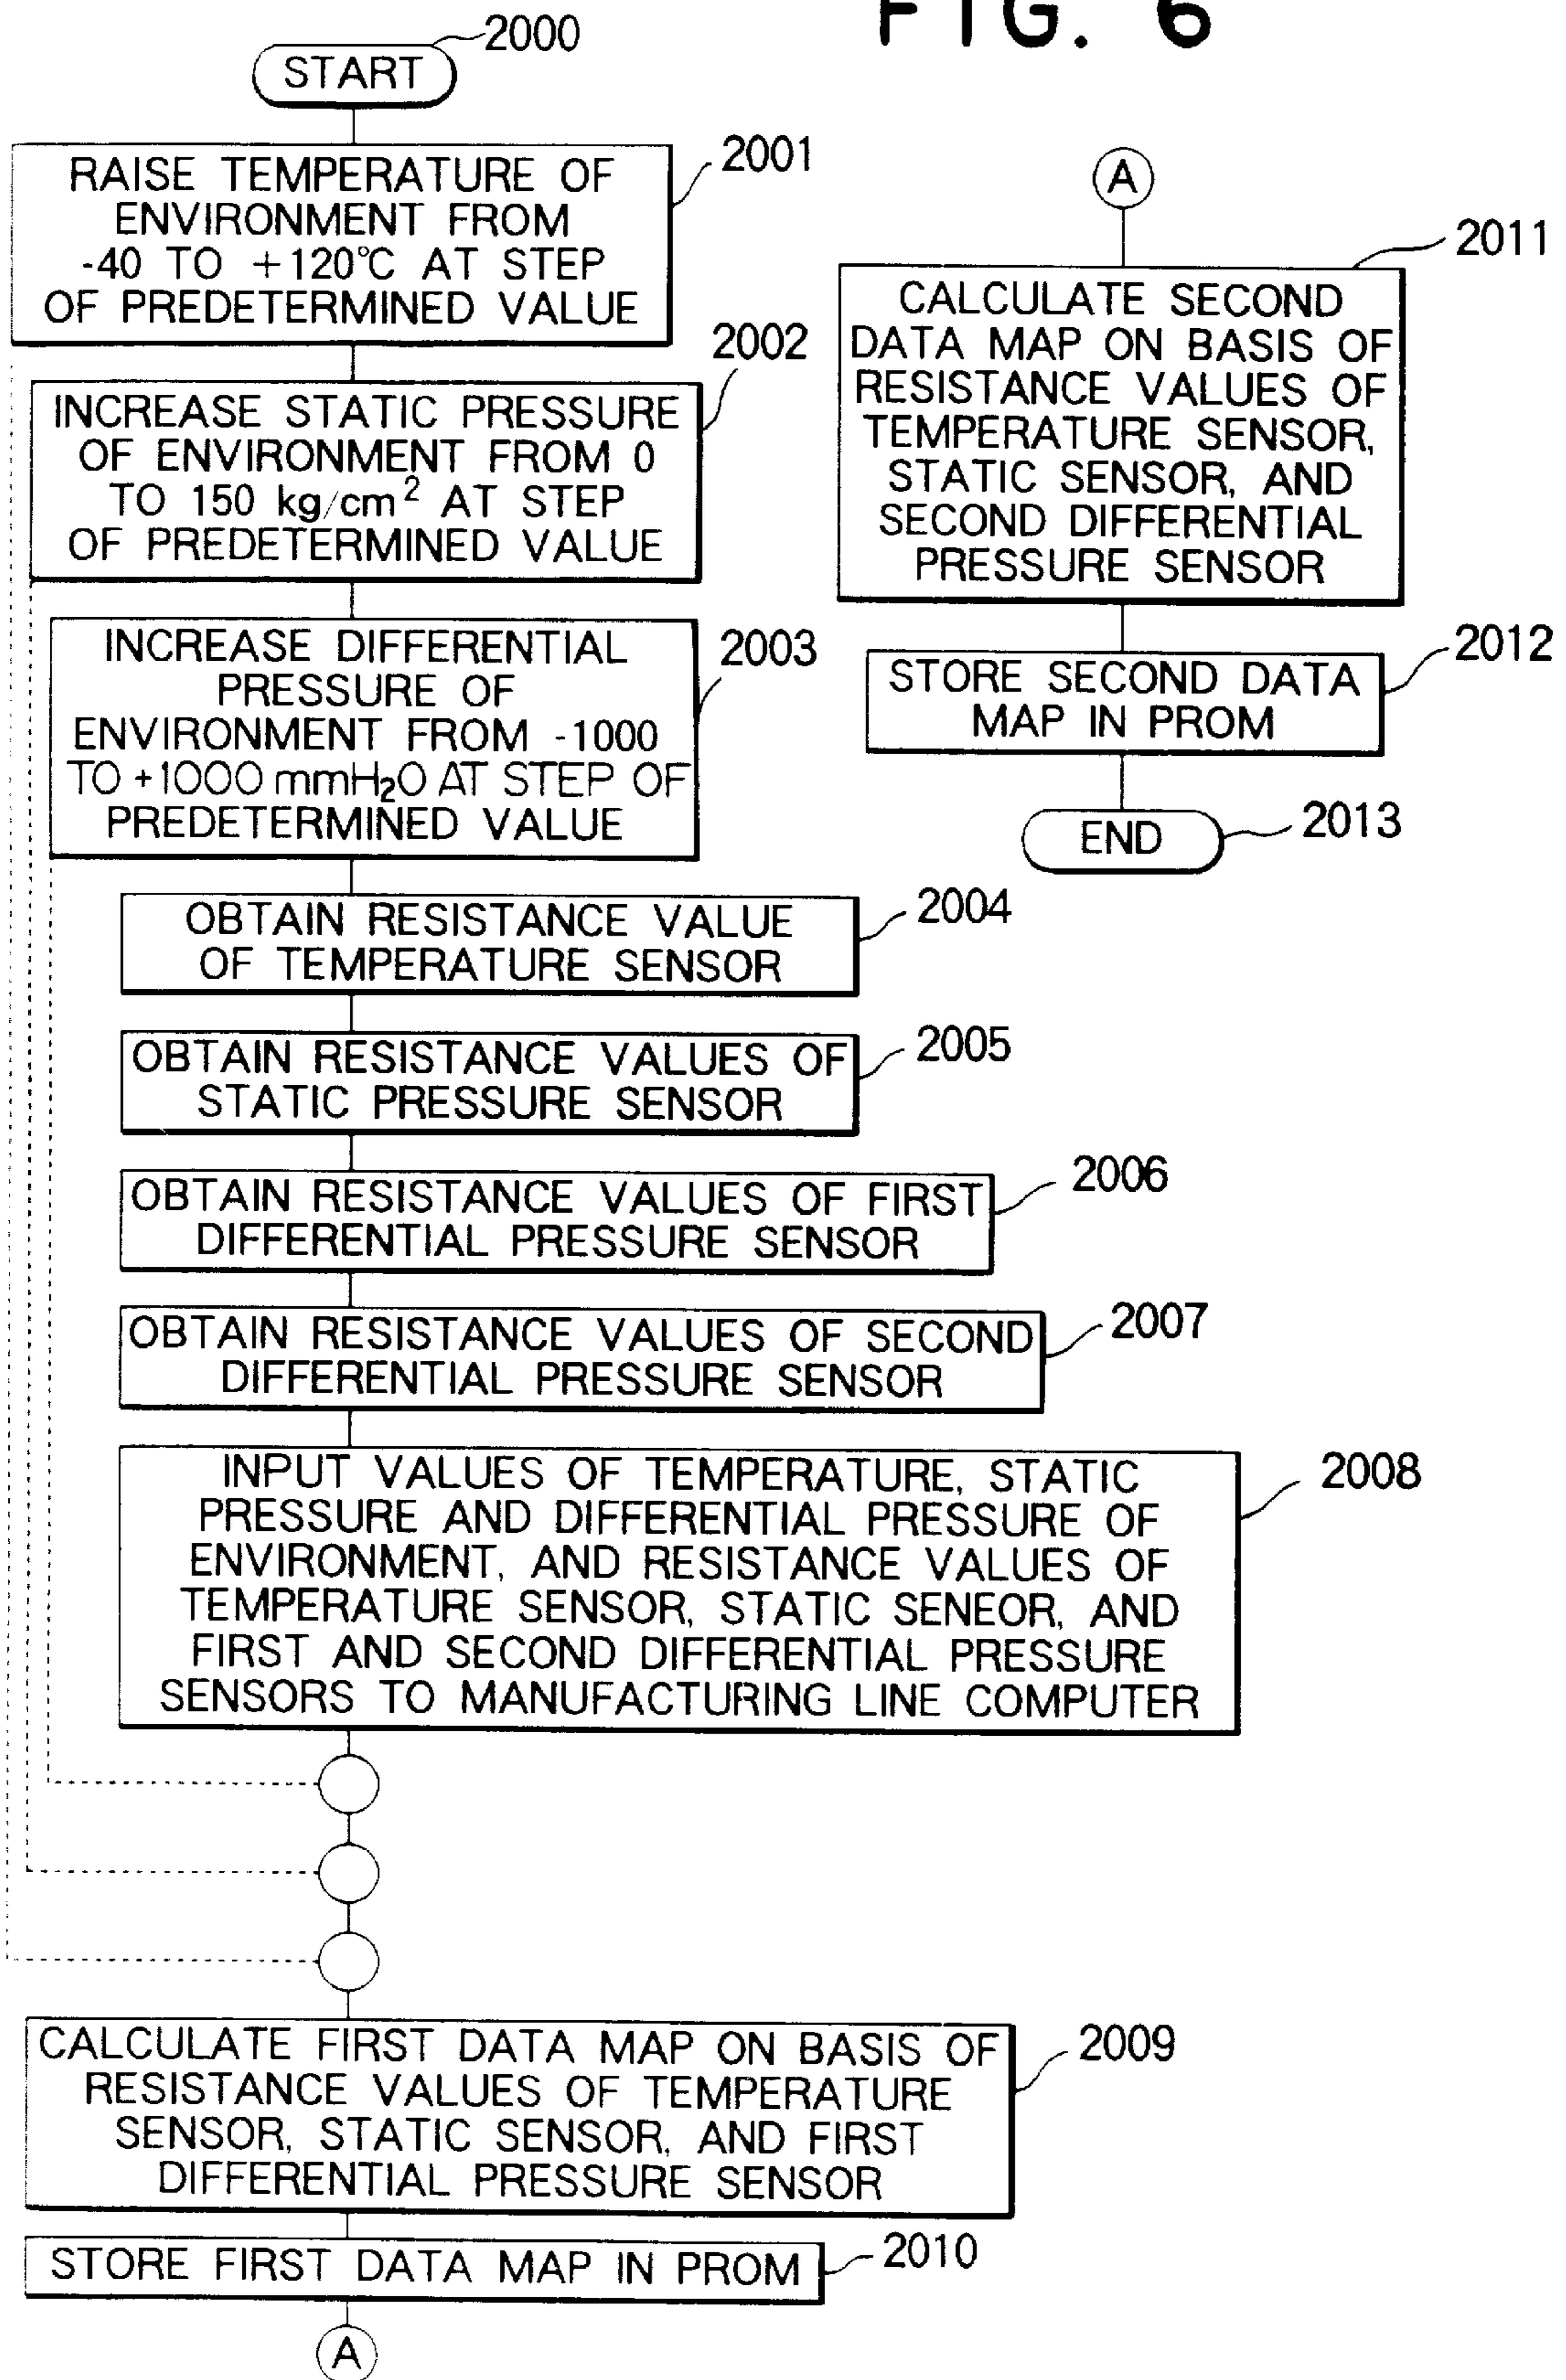 FIG. 6
2000
START
2001
RAISE TEMPERATURE OF
ENVIRONMENT FROM
-40 TO +120°C AT STEP
OF PREDETERMINED VALUE
2002
INCREASE STATIC PRESSURE
OF ENVIRONMENT FROM 0
TO 150 kg/cm²  AT STEP
OF PREDETERMINED VALUE
2003
INCREASE DIFFERENTIAL
PRESSURE OF
ENVIRONMENT FROM -1000
TO +1000 mmH₂O AT STEP OF
PREDETERMINED VALUE
2004
OBTAIN RESISTANCE VALUE
OF TEMPERATURE SENSOR
2005
OBTAIN RESISTANCE VALUES OF
STATIC PRESSURE SENSOR
2006
OBTAIN RESISTANCE VALUES OF FIRST
DIFFERENTIAL PRESSURE SENSOR
2007
OBTAIN RESISTANCE VALUES OF SECOND
DIFFERENTIAL PRESSURE SENSOR
2008
INPUT VALUES OF TEMPERATURE, STATIC
PRESSURE AND DIFFERENTIAL PRESSURE OF
ENVIRONMENT, AND RESISTANCE VALUES OF
TEMPERATURE SENSOR, STATIC SENEOR, AND
FIRST AND SECOND DIFFERENTIAL PRESSURE
SENSORS TO MANUFACTURING LINE COMPUTER
2009
CALCULATE FIRST DATA MAP ON BASIS OF
RESISTANCE VALUES OF TEMPERATURE
SENSOR, STATIC SENSOR, AND FIRST
DIFFERENTIAL PRESSURE SENSOR
2010
STORE FIRST DATA MAP IN PROM
A
A
2011
CALCULATE SECOND
DATA MAP ON BASIS OF
RESISTANCE VALUES OF
TEMPERATURE SENSOR,
STATIC SENSOR, AND
SECOND DIFFERENTIAL
PRESSURE SENSOR
2012
STORE SECOND DATA
MAP IN PROM
END
2013